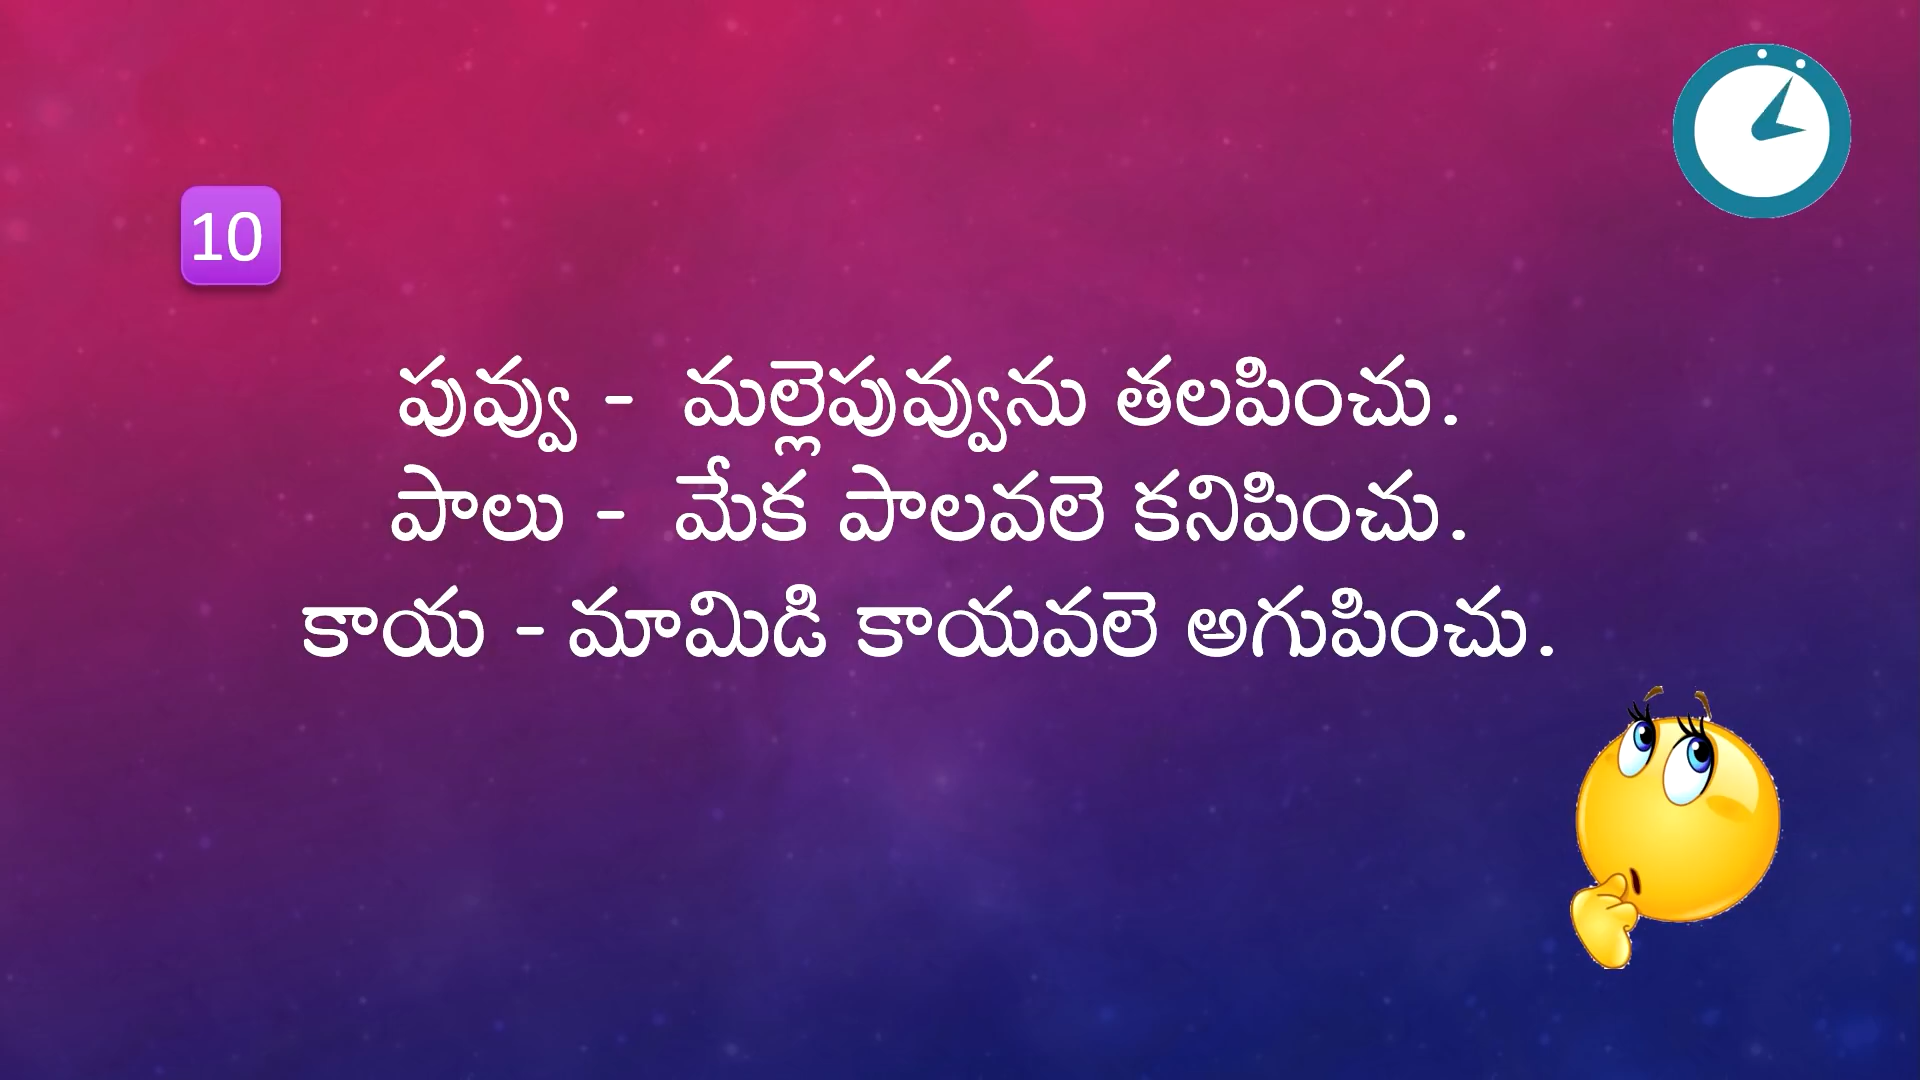 10
పువ్వు - మల్లెపువ్వును తలపించు.
పాలు - మేక పాలవలె కనిపించు.
కాయ - మామిడి కాయవలె అగుపించు.